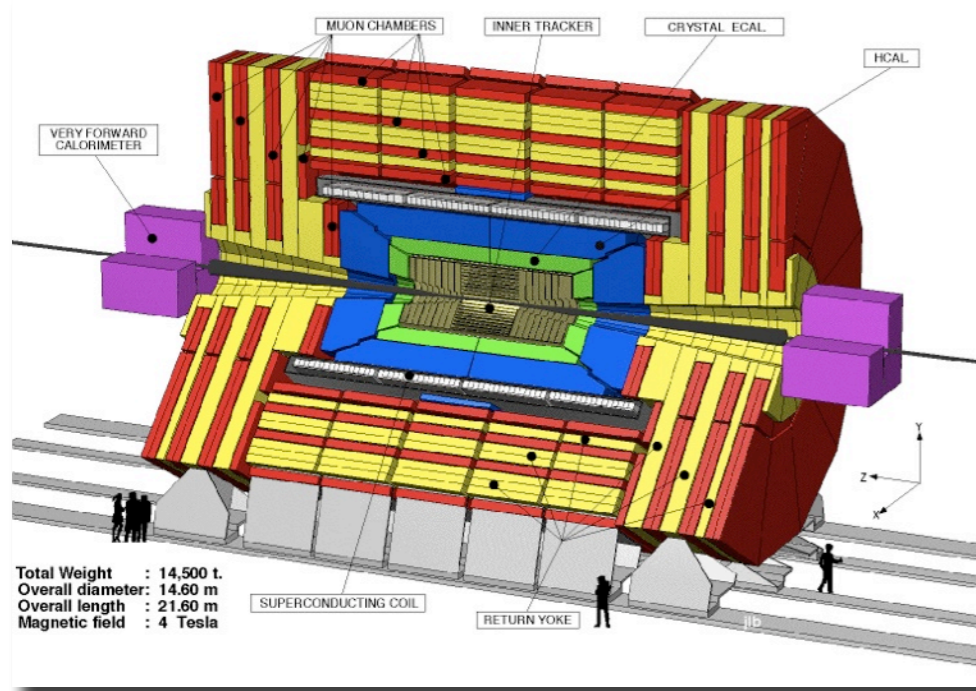 MUON CHAMBERS
INNER TRACKER
CRYSTAL ECAL
HCAL
VERY FORWARD
CALORIMETER
Y
Z
X
Total Weight : 14,500 t.
Overall diameter: 14.60 m
Overall length : 21.60 m
Magnetic field : 4 Tesla
SUPERCONDUCTING COIL
RETURN YOKE
jlb